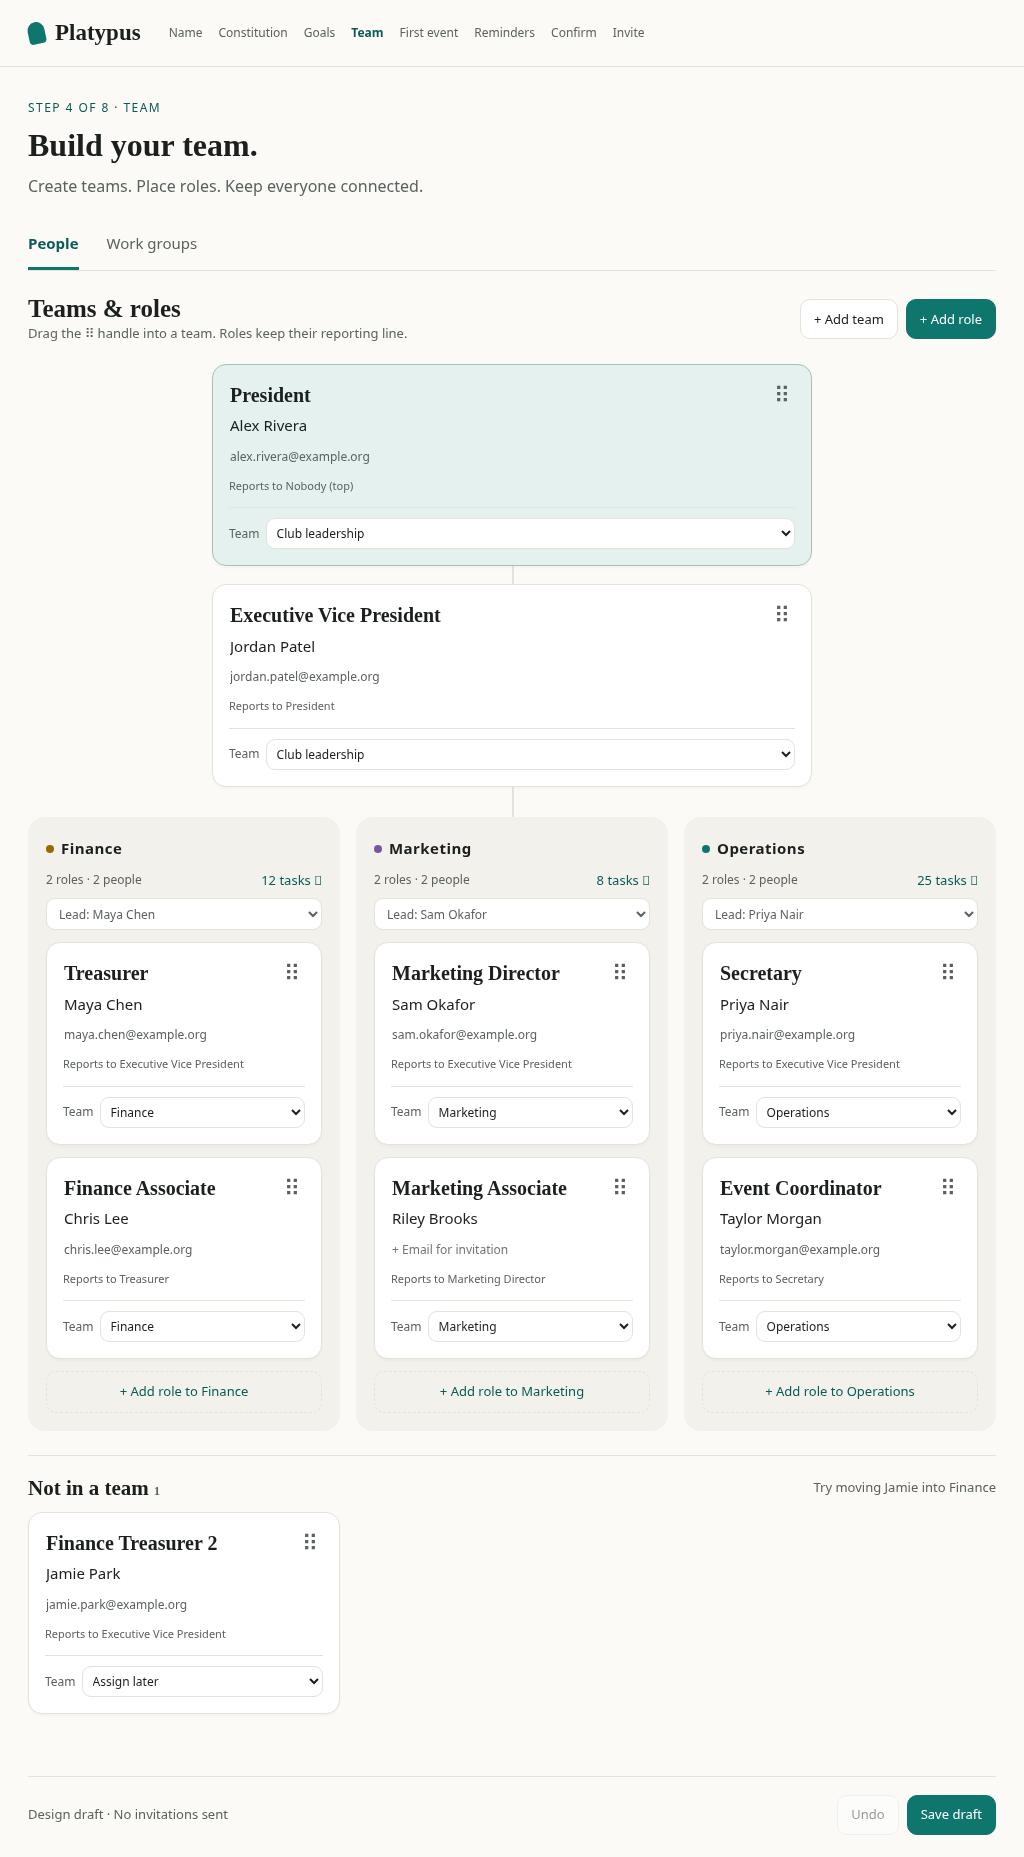 Platypus
Name Constitution Goals Team First event Reminders Confirm Invite
STEP 4 OF 8 · TEAM
Build your team.
Create teams. Place roles. Keep everyone connected.
People Work groups
Teams & roles
Drag the ⠿ handle into a team. Roles keep their reporting line.
+ Add team + Add role
President
Alex Rivera
alex.rivera@example.org
Reports to Nobody (top)
Team Club leadership
Executive Vice President
Jordan Patel
jordan.patel@example.org
Reports to President
Team Club leadership
Finance
2 roles · 2 people 12 tasks
Lead: Maya Chen
Treasurer
Maya Chen
maya.chen@example.org
Reports to Executive Vice President
Team Finance
Finance Associate
Chris Lee
chris.lee@example.org
Reports to Treasurer
Team Finance
+ Add role to Finance
Marketing
2 roles · 2 people 8 tasks
Lead: Sam Okafor
Marketing Director
Sam Okafor
sam.okafor@example.org
Reports to Executive Vice President
Team Marketing
Marketing Associate
Riley Brooks
+ Email for invitation
Reports to Marketing Director
Team Marketing
+ Add role to Marketing
Operations
2 roles · 2 people 25 tasks
Lead: Priya Nair
Secretary
Priya Nair
priya.nair@example.org
Reports to Executive Vice President
Team Operations
Event Coordinator
Taylor Morgan
taylor.morgan@example.org
Reports to Secretary
Team Operations
+ Add role to Operations
Not in a team 1
Try moving Jamie into Finance
Finance Treasurer 2
Jamie Park
jamie.park@example.org
Reports to Executive Vice President
Team Assign later
Design draft · No invitations sent
Undo Save draft